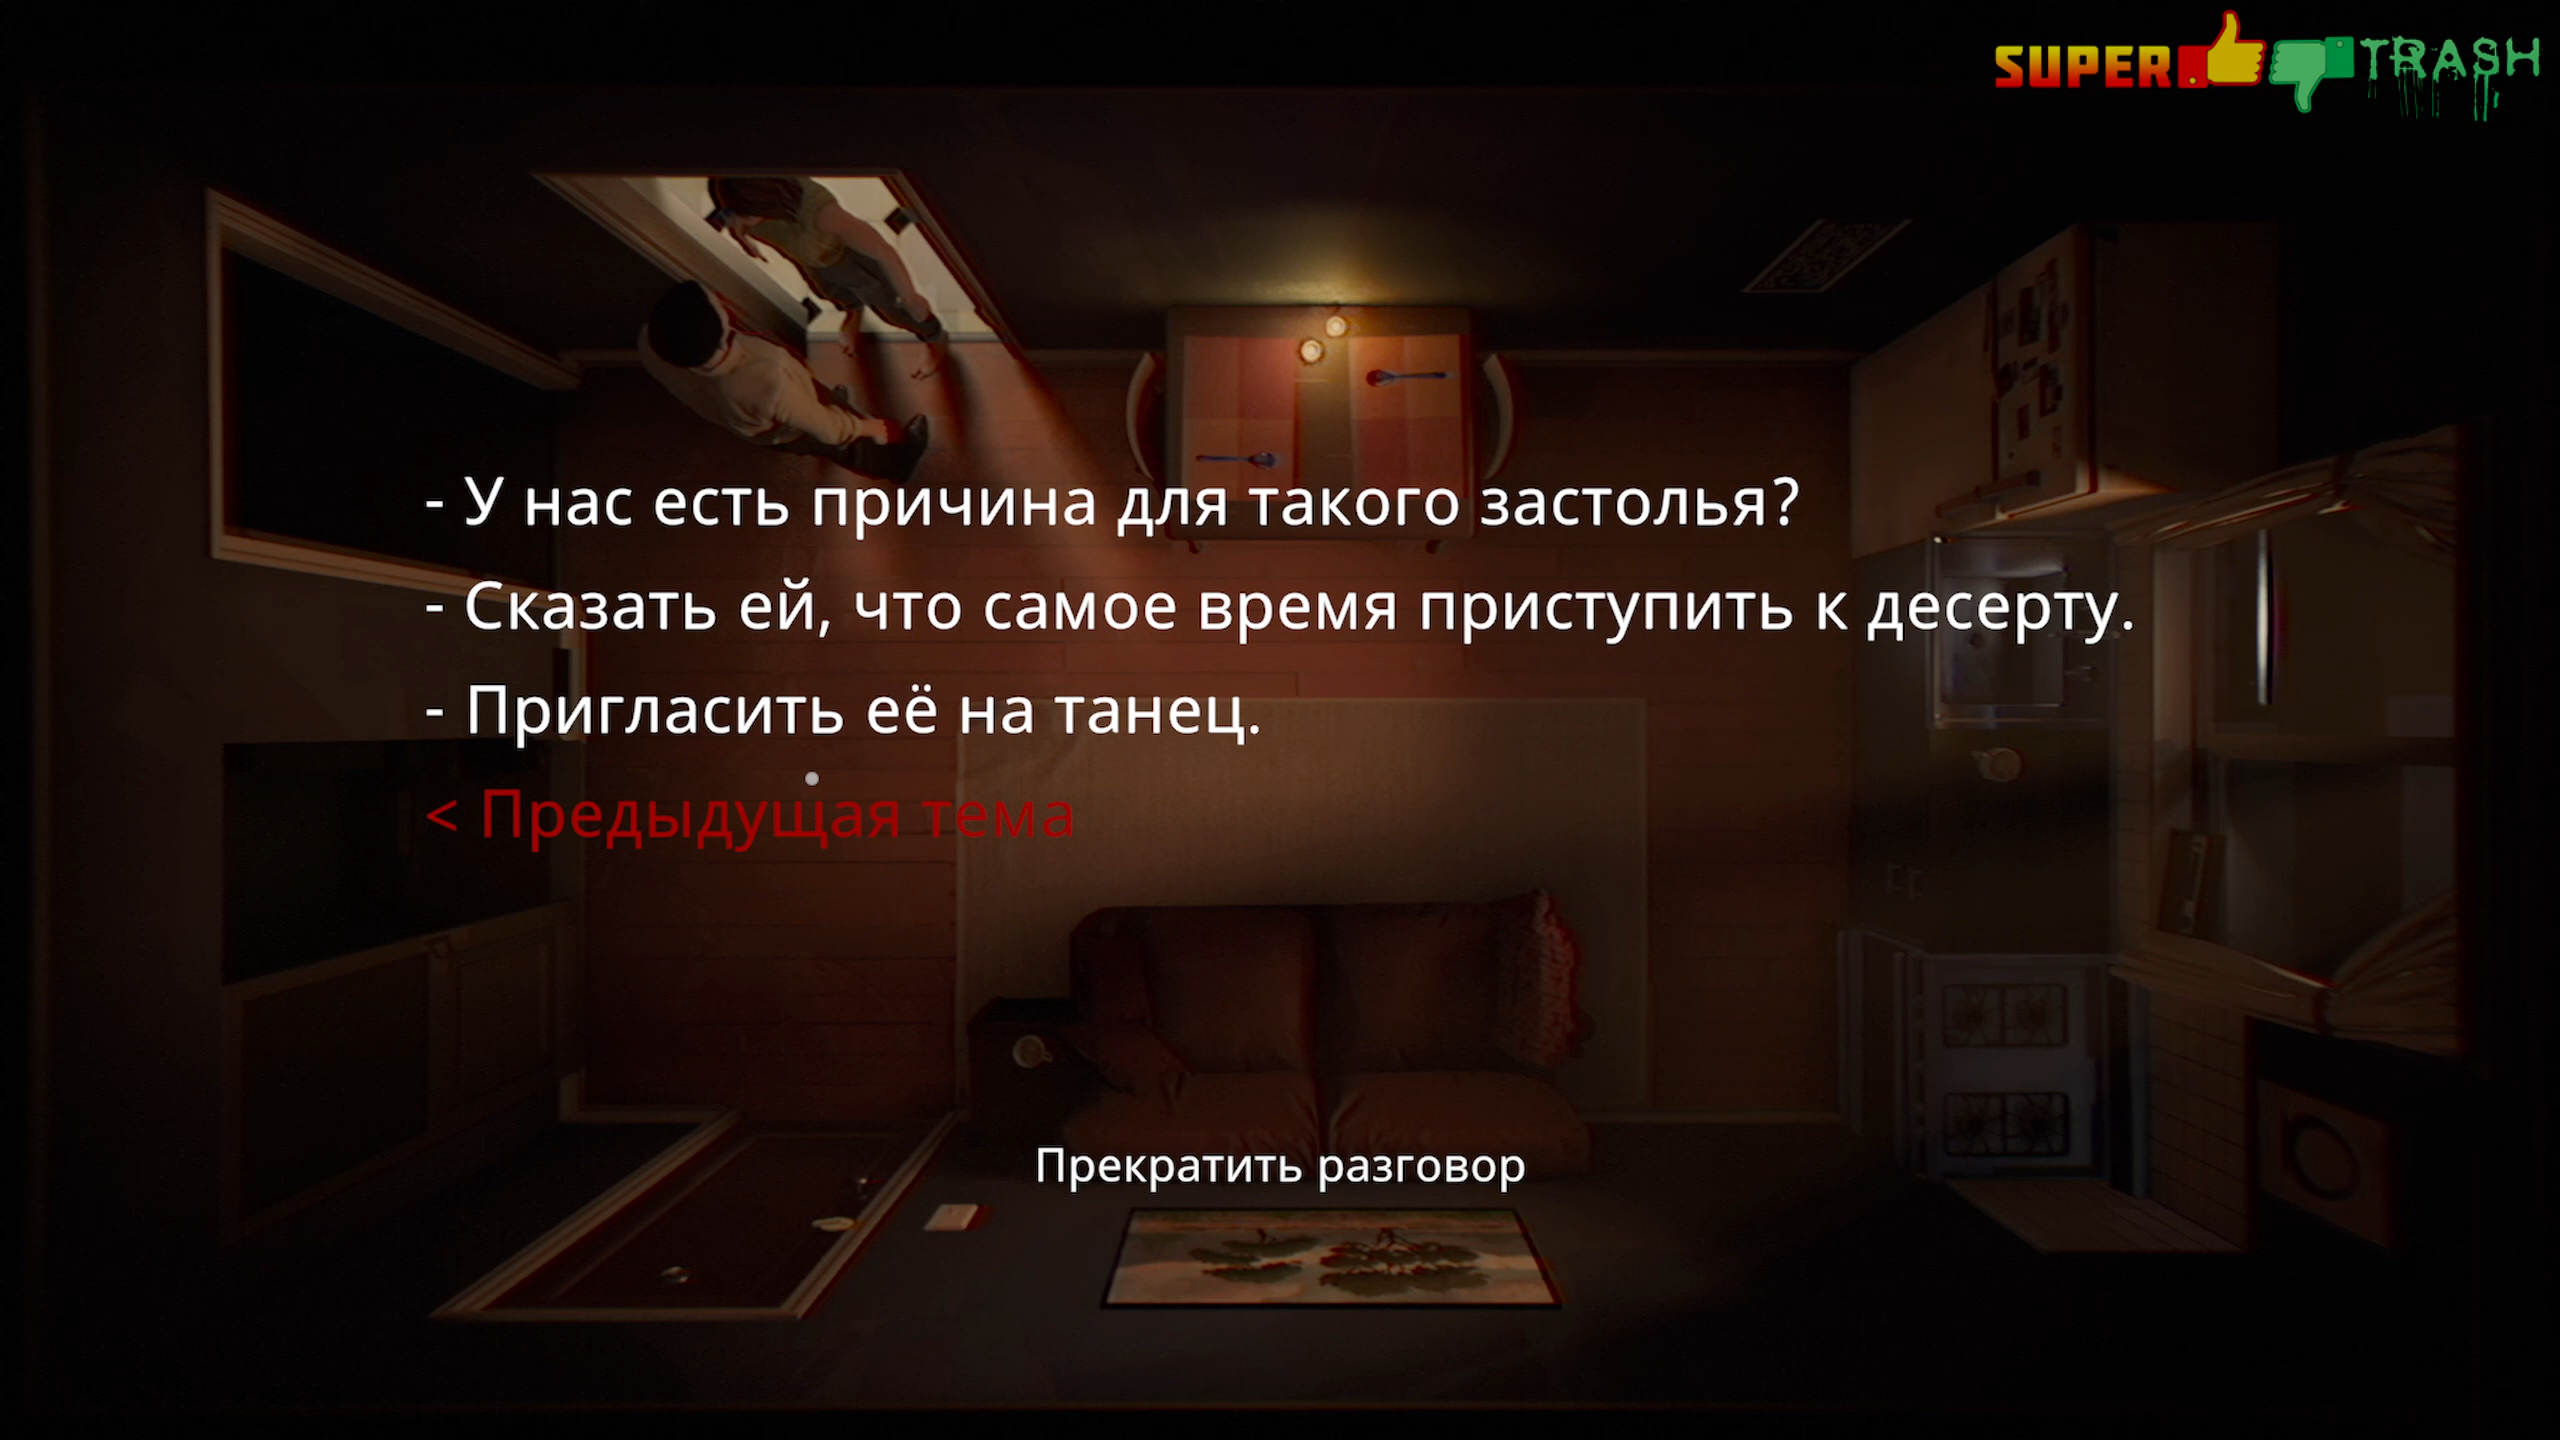 SUPER TRASH
- У нас есть причина для такого застолья?
- Сказать ей, что самое время приступить к десерту.
- Пригласить её на танец.
< Предыдущая тема
Прекратить разговор